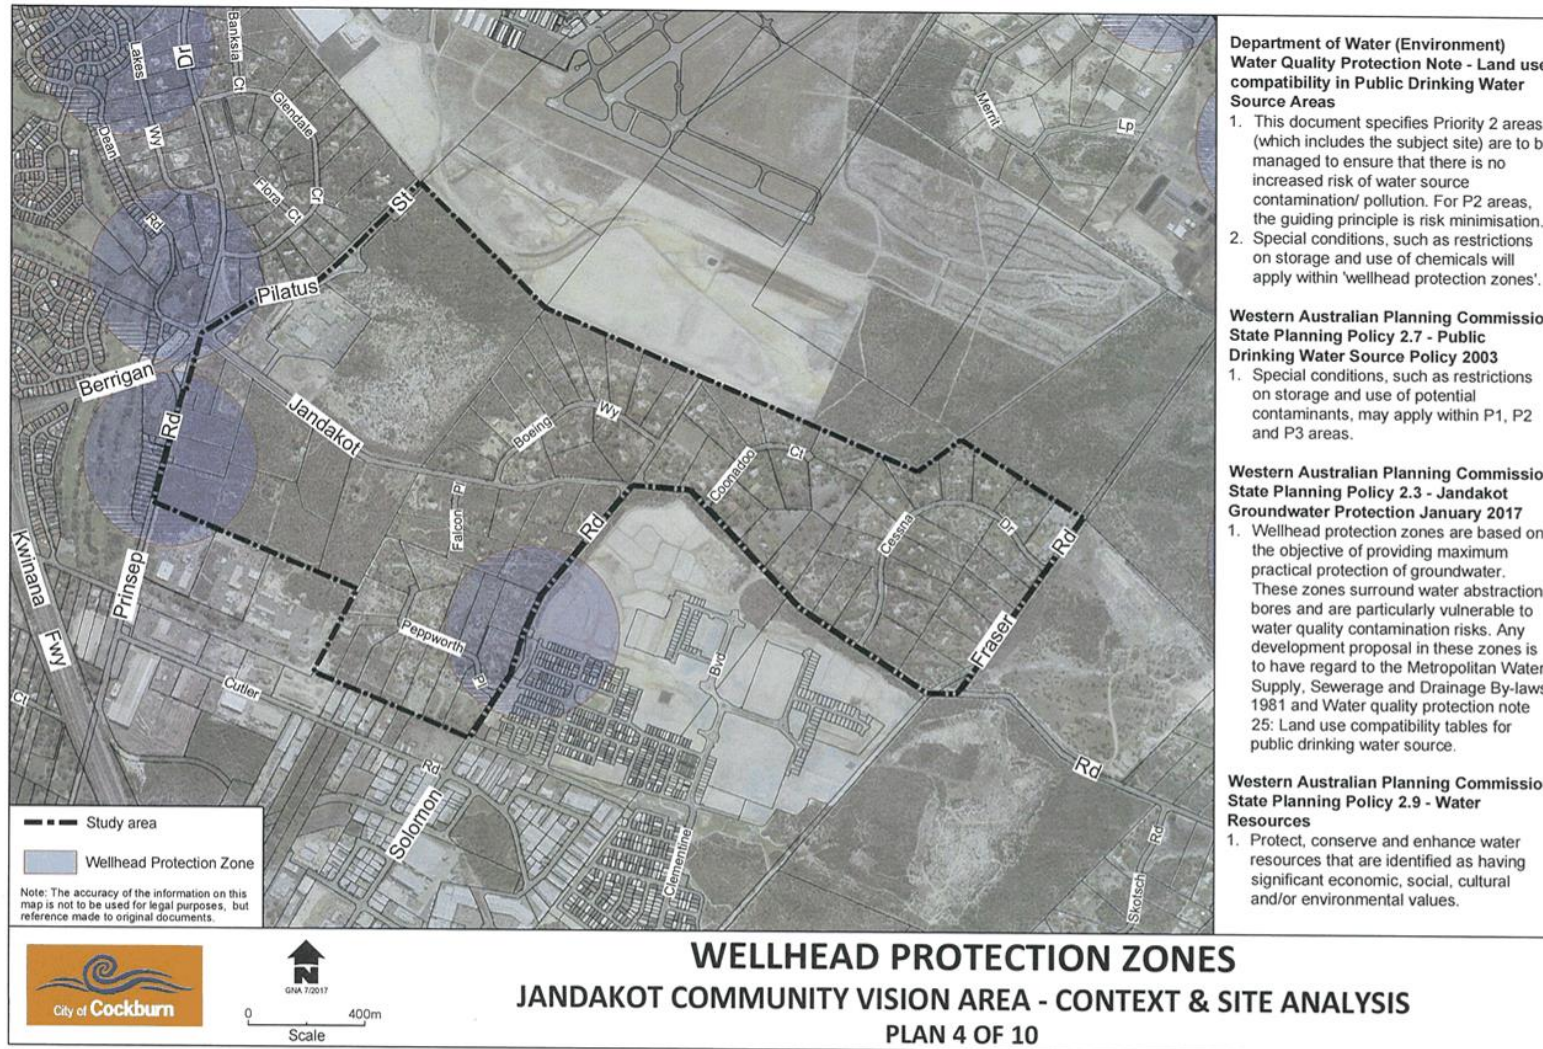 Banksia
Ct
Lakes
Dr
Glendale
Merrit
Lp
Dean
Wy
Flora
Ct
Cr
Rd
St
Pilatus
Berrigan
Rd
Jandakot
Boeing
Wy
Coonadoo
Ct
Falcon
Pl
Rd
Cessna
Dr
Rd
Kwinana
Fwy
Prinsep
Peppworth
Pl
Fraser
Bvd
Cutler
Ct
Rd
Rd
Solomon
Clementine
Rd
Skotsch
Study area
Wellhead Protection Zone
Note: The accuracy of the information on this
map is not to be used for legal purposes, but
reference made to original documents.
Department of Water (Environment)
Water Quality Protection Note - Land use
compatibility in Public Drinking Water
Source Areas
1. This document specifies Priority 2 areas
(which includes the subject site) are to b
managed to ensure that there is no
increased risk of water source
contamination/ pollution. For P2 areas,
the guiding principle is risk minimisation.
2. Special conditions, such as restrictions
on storage and use of chemicals will
apply within 'wellhead protection zones'.
Western Australian Planning Commissio
State Planning Policy 2.7 - Public
Drinking Water Source Policy 2003
1. Special conditions, such as restrictions
on storage and use of potential
contaminants, may apply within P1, P2
and P3 areas.
Western Australian Planning Commissio
State Planning Policy 2.3 - Jandakot
Groundwater Protection January 2017
1. Wellhead protection zones are based on
the objective of providing maximum
practical protection of groundwater.
These zones surround water abstraction
bores and are particularly vulnerable to
water quality contamination risks. Any
development proposal in these zones is
to have regard to the Metropolitan Water
Supply, Sewerage and Drainage By-laws
1981 and Water quality protection note
25: Land use compatibility tables for
public drinking water source.
Western Australian Planning Commissio
State Planning Policy 2.9 - Water
Resources
1. Protect, conserve and enhance water
resources that are identified as having
significant economic, social, cultural
and/or environmental values.
City of Cockburn
N
GNA 7/2017
0 400m
Scale
WELLHEAD PROTECTION ZONES
JANDAKOT COMMUNITY VISION AREA - CONTEXT & SITE ANALYSIS
PLAN 4 OF 10